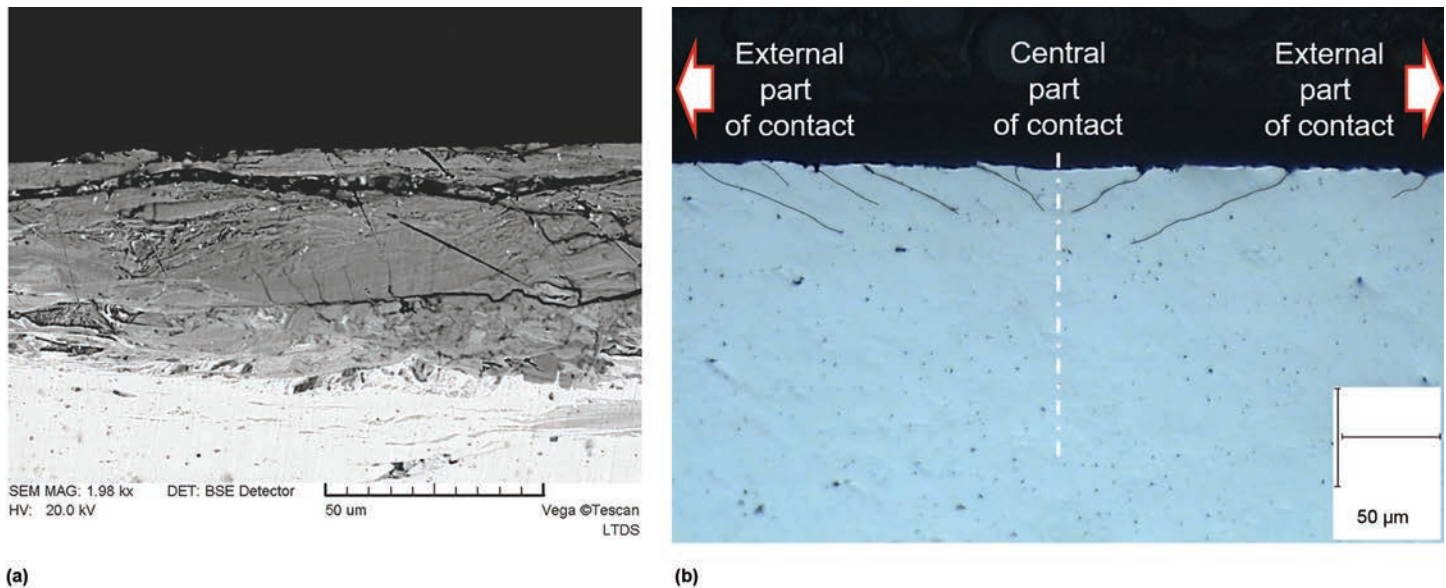 External
part
of contact
Central
part
of contact
External
part
of contact
SEM MAG: 1.98 kx DET: BSE Detector
HV: 20.0 kV
50 um
Vega ©Tescan
LTDS
50 µm
(a)
(b)